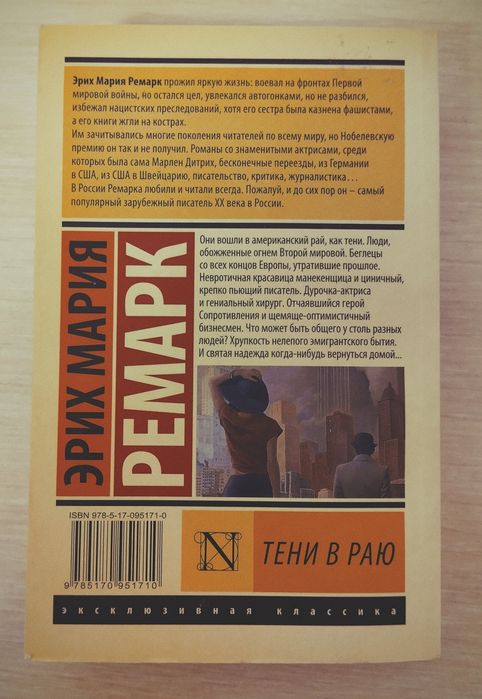 Эрих Мария Ремарк прожил яркую жизнь: воевал на фронтах Первой
мировой войны, но остался цел, увлекался автогонками, но не разбился,
избежал нацистских преследований, хотя его сестра была казнена фашистами,
а его книги жгли на кострах.
Им зачитывались многие поколения читателей по всему миру, но Нобелевскую
премию он так и не получил. Романы со знаменитыми актрисами, среди
которых была сама Марлен Дитрих, бесконечные переезды, из Германии
в США, из США в Швейцарию, писательство, критика, журналистика...
В России Ремарка любили и читали всегда. Пожалуй, и до сих пор он – самый
популярный зарубежный писатель ХХ века в России.
ЭРИХ МАРИЯ
РЕМАРК
Они вошли в американский рай, как тени. Люди,
обожженные огнем Второй мировой. Беглецы
со всех концов Европы, утратившие прошлое.
Невротичная красавица манекенщица и циничный,
крепко пьющий писатель. Дурочка-актриса
и гениальный хирург. Отчаявшийся герой
Сопротивления и щемяще-оптимистичный
бизнесмен. Что может быть общего у столь разных
людей? Хрупкость нелепого эмигрантского бытия.
И святая надежда когда-нибудь вернуться домой...
ISBN 978-5-17-095171-0
9 785170 951710
N
ТЕНИ В РАЮ
эксклюзивная классика